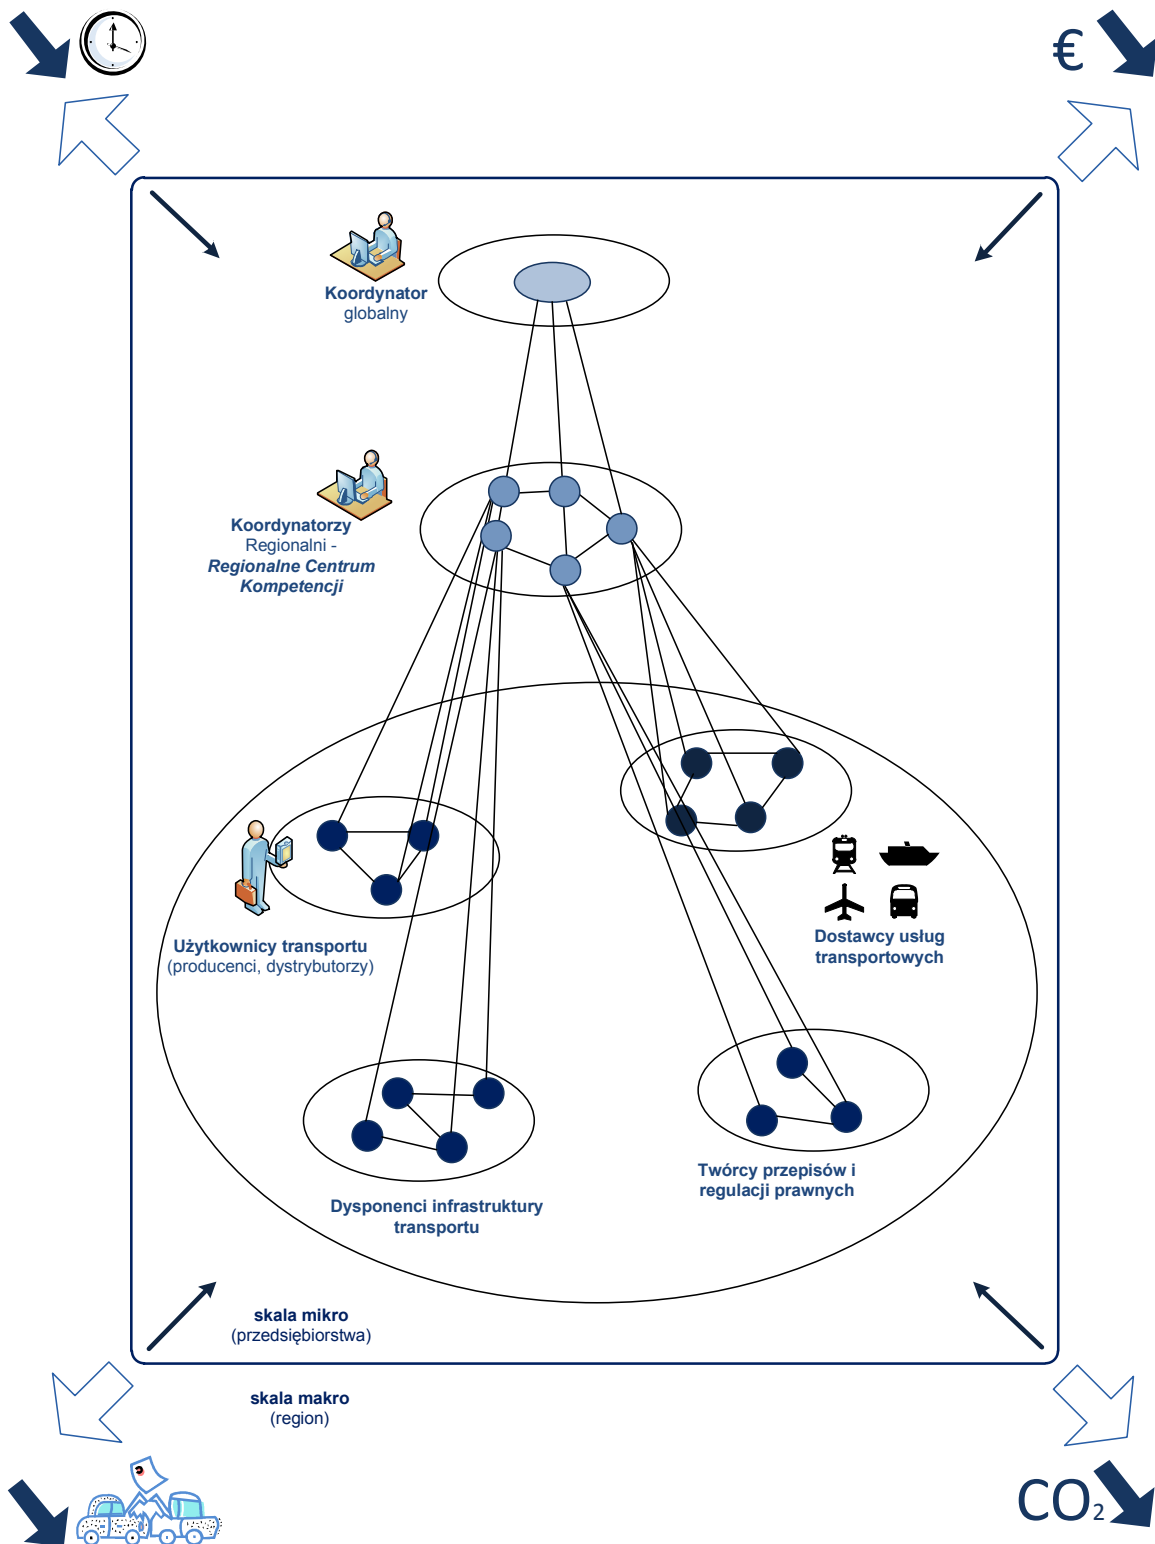 €
Koordynator
globalny
Koordynatorzy
Regionalni -
Regionalne Centrum
Kompetencji
Użytkownicy transportu
(producenci, dystrybutorzy)
Dostawcy usług
transportowych
Twórcy przepisów i
regulacji prawnych
Dysponenci infrastruktury
transportu
skala mikro
(przedsiębiorstwa)
skala makro
(region)
CO₂